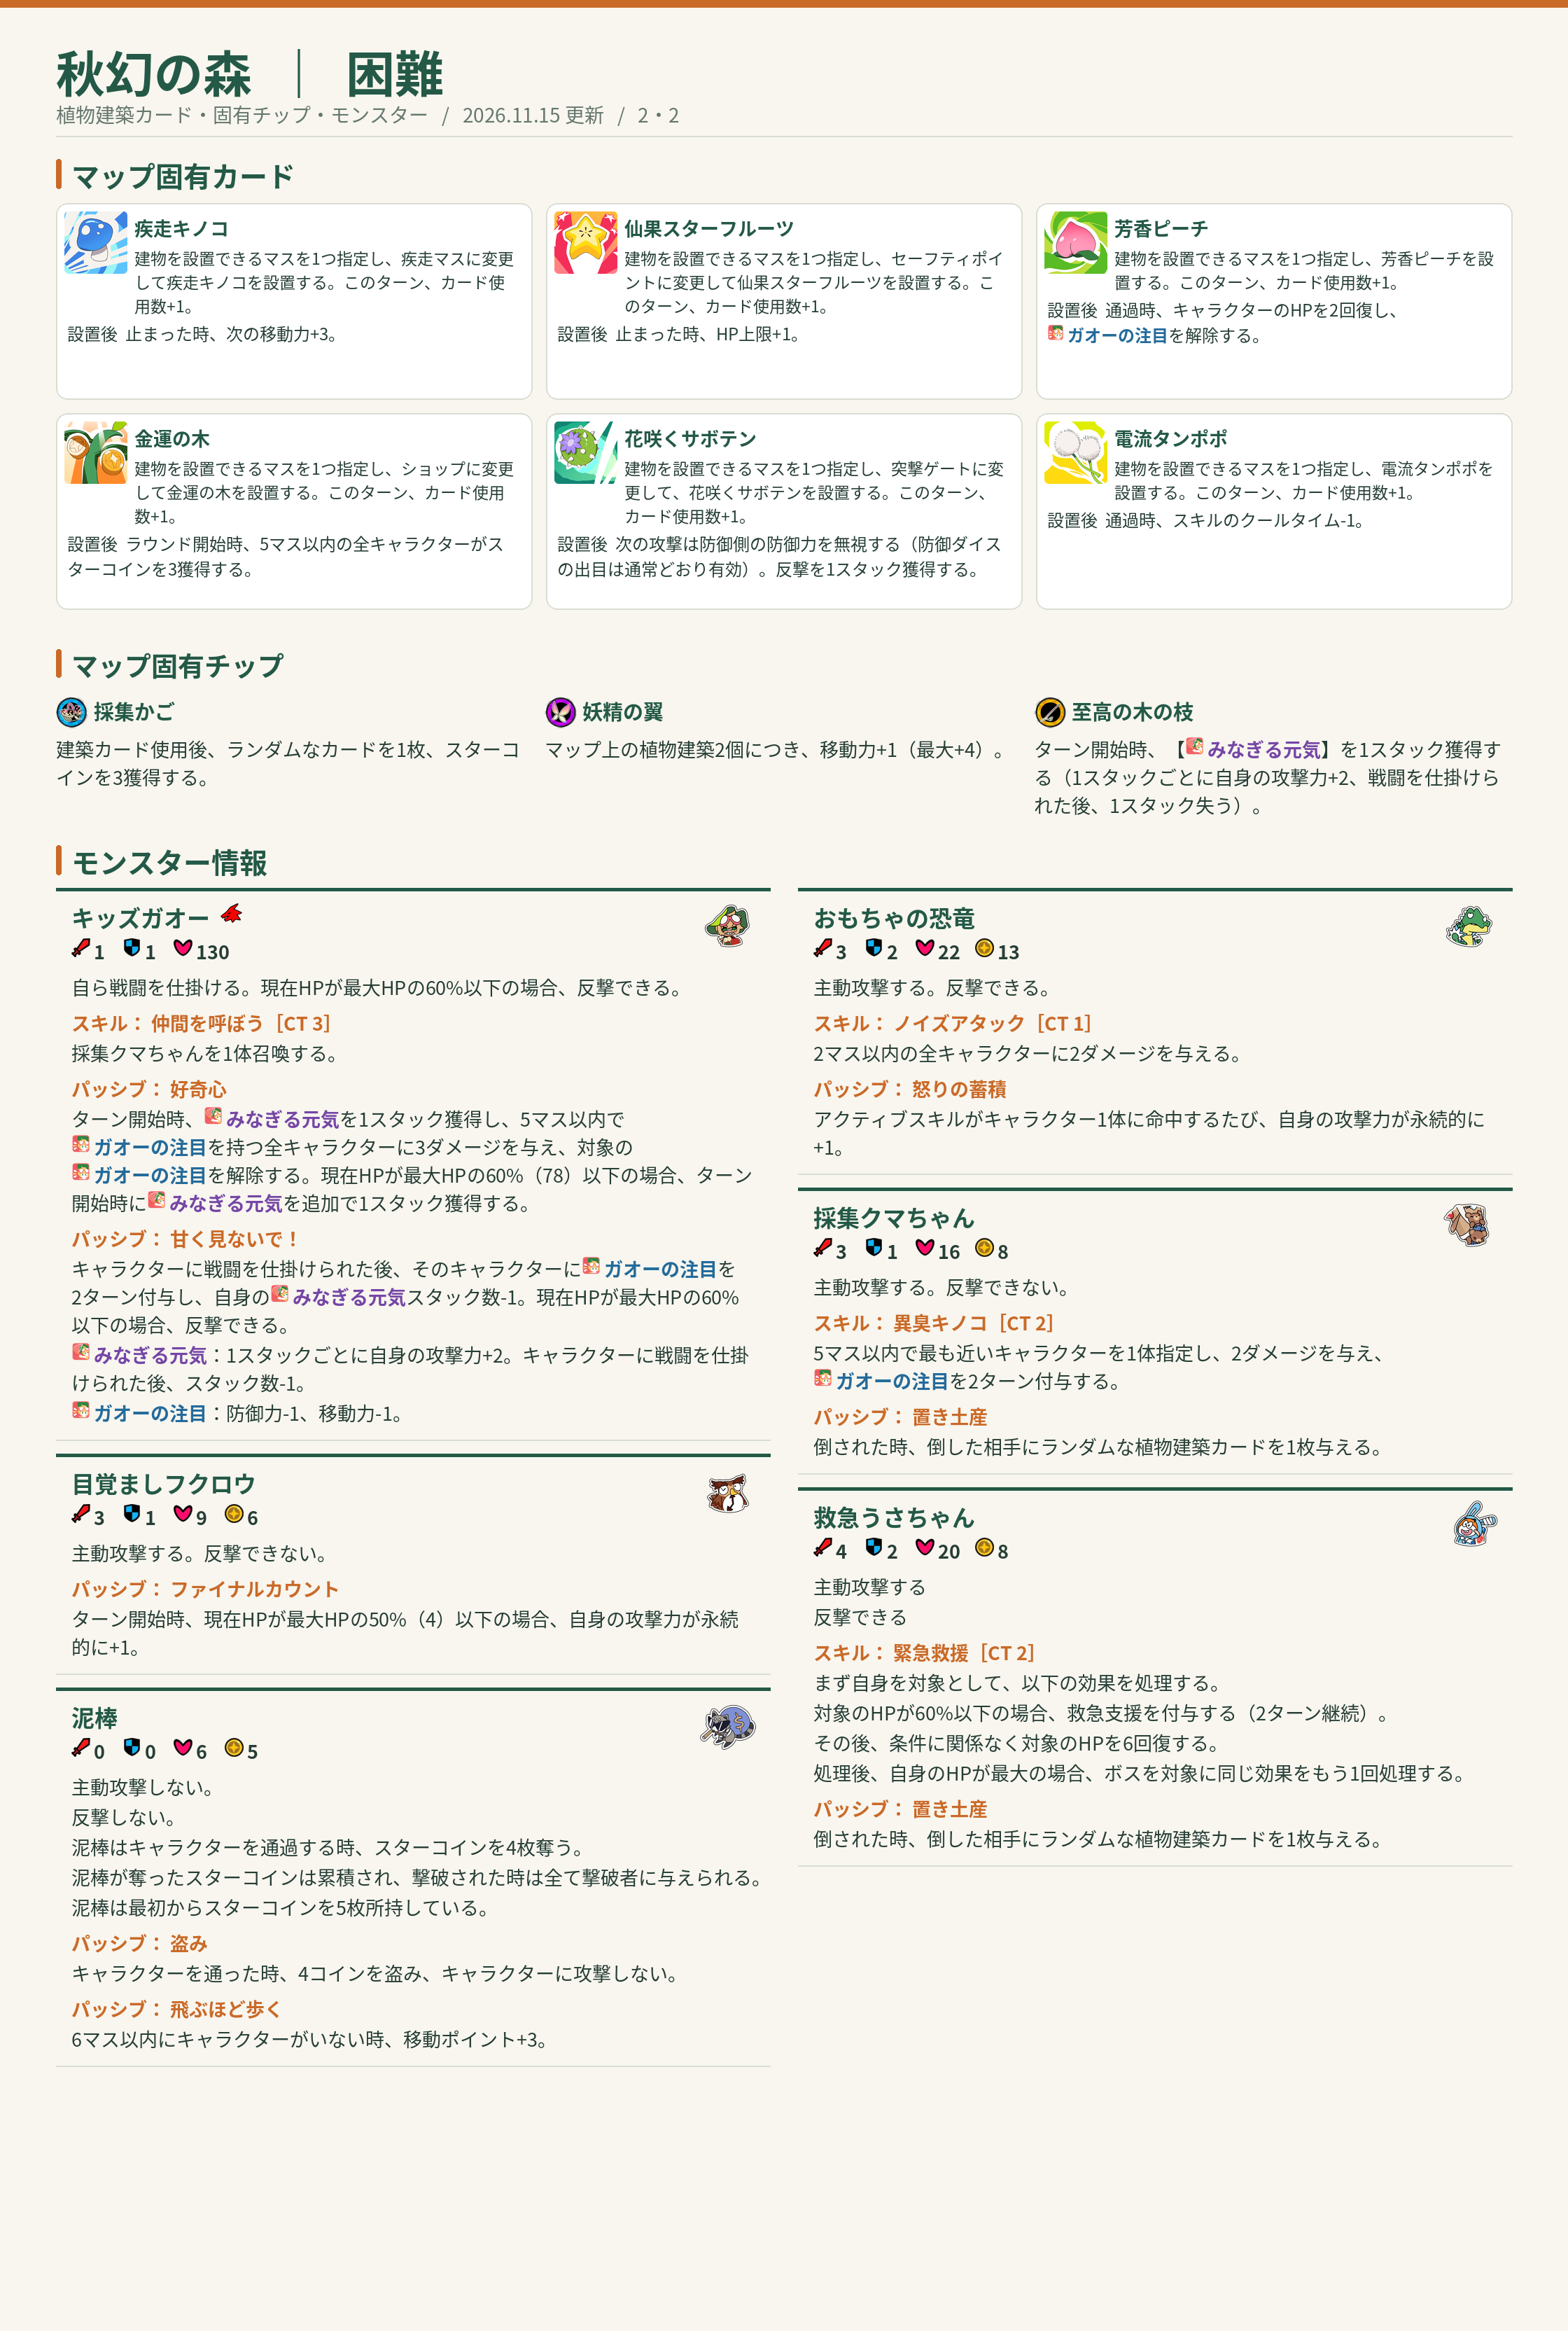 秋幻の森 ｜ 困難
植物建築カード・固有チップ・モンスター / 2026.11.15 更新 / 2・2
マップ固有カード
疾走キノコ
建物を設置できるマスを1つ指定し、疾走マスに変更
して疾走キノコを設置する。このターン、カード使
用数+1。
設置後 止まった時、次の移動力+3。
仙果スターフルーツ
建物を設置できるマスを1つ指定し、セーフティポイ
ントに変更して仙果スターフルーツを設置する。こ
のターン、カード使用数+1。
設置後 止まった時、HP上限+1。
芳香ピーチ
建物を設置できるマスを1つ指定し、芳香ピーチを設
置する。このターン、カード使用数+1。
設置後 通過時、キャラクターのHPを2回復し、
ガオーの注目を解除する。
金運の木
建物を設置できるマスを1つ指定し、ショップに変更
して金運の木を設置する。このターン、カード使用
数+1。
設置後 ラウンド開始時、5マス以内の全キャラクターがス
ターコインを3獲得する。
花咲くサボテン
建物を設置できるマスを1つ指定し、突撃ゲートに変
更して、花咲くサボテンを設置する。このターン、
カード使用数+1。
設置後 次の攻撃は防御側の防御力を無視する（防御ダイス
の出目は通常どおり有効）。反撃を1スタック獲得する。
電流タンポポ
建物を設置できるマスを1つ指定し、電流タンポポを
設置する。このターン、カード使用数+1。
設置後 通過時、スキルのクールタイム-1。
マップ固有チップ
採集かご
建築カード使用後、ランダムなカードを1枚、スターコ
インを3獲得する。
妖精の翼
マップ上の植物建築2個につき、移動力+1（最大+4）。
至高の木の枝
ターン開始時、【みなぎる元気】を1スタック獲得す
る（1スタックごとに自身の攻撃力+2、戦闘を仕掛けら
れた後、1スタック失う）。
モンスター情報
キッズガオー
1 1 130
自ら戦闘を仕掛ける。現在HPが最大HPの60%以下の場合、反撃できる。
スキル： 仲間を呼ぼう［CT 3］
採集クマちゃんを1体召喚する。
パッシブ： 好奇心
ターン開始時、みなぎる元気を1スタック獲得し、5マス以内で
ガオーの注目を持つ全キャラクターに3ダメージを与え、対象の
ガオーの注目を解除する。現在HPが最大HPの60%（78）以下の場合、ターン
開始時にみなぎる元気を追加で1スタック獲得する。
パッシブ： 甘く見ないで！
キャラクターに戦闘を仕掛けられた後、そのキャラクターにガオーの注目を
2ターン付与し、自身のみなぎる元気スタック数-1。現在HPが最大HPの60%
以下の場合、反撃できる。
みなぎる元気：1スタックごとに自身の攻撃力+2。キャラクターに戦闘を仕掛
けられた後、スタック数-1。
ガオーの注目：防御力-1、移動力-1。
目覚ましフクロウ
3 1 9 6
主動攻撃する。反撃できない。
パッシブ： ファイナルカウント
ターン開始時、現在HPが最大HPの50%（4）以下の場合、自身の攻撃力が永続
的に+1。
泥棒
0 0 6 5
主動攻撃しない。
反撃しない。
泥棒はキャラクターを通過する時、スターコインを4枚奪う。
泥棒が奪ったスターコインは累積され、撃破された時は全て撃破者に与えられる。
泥棒は最初からスターコインを5枚所持している。
パッシブ： 盗み
キャラクターを通った時、4コインを盗み、キャラクターに攻撃しない。
パッシブ： 飛ぶほど歩く
6マス以内にキャラクターがいない時、移動ポイント+3。
おもちゃの恐竜
3 2 22 13
主動攻撃する。反撃できる。
スキル： ノイズアタック［CT 1］
2マス以内の全キャラクターに2ダメージを与える。
パッシブ： 怒りの蓄積
アクティブスキルがキャラクター1体に命中するたび、自身の攻撃力が永続的に
+1。
採集クマちゃん
3 1 16 8
主動攻撃する。反撃できない。
スキル： 異臭キノコ［CT 2］
5マス以内で最も近いキャラクターを1体指定し、2ダメージを与え、
ガオーの注目を2ターン付与する。
パッシブ： 置き土産
倒された時、倒した相手にランダムな植物建築カードを1枚与える。
救急うさちゃん
4 2 20 8
主動攻撃する
反撃できる
スキル： 緊急救援［CT 2］
まず自身を対象として、以下の効果を処理する。
対象のHPが60%以下の場合、救急支援を付与する（2ターン継続）。
その後、条件に関係なく対象のHPを6回復する。
処理後、自身のHPが最大の場合、ボスを対象に同じ効果をもう1回処理する。
パッシブ： 置き土産
倒された時、倒した相手にランダムな植物建築カードを1枚与える。